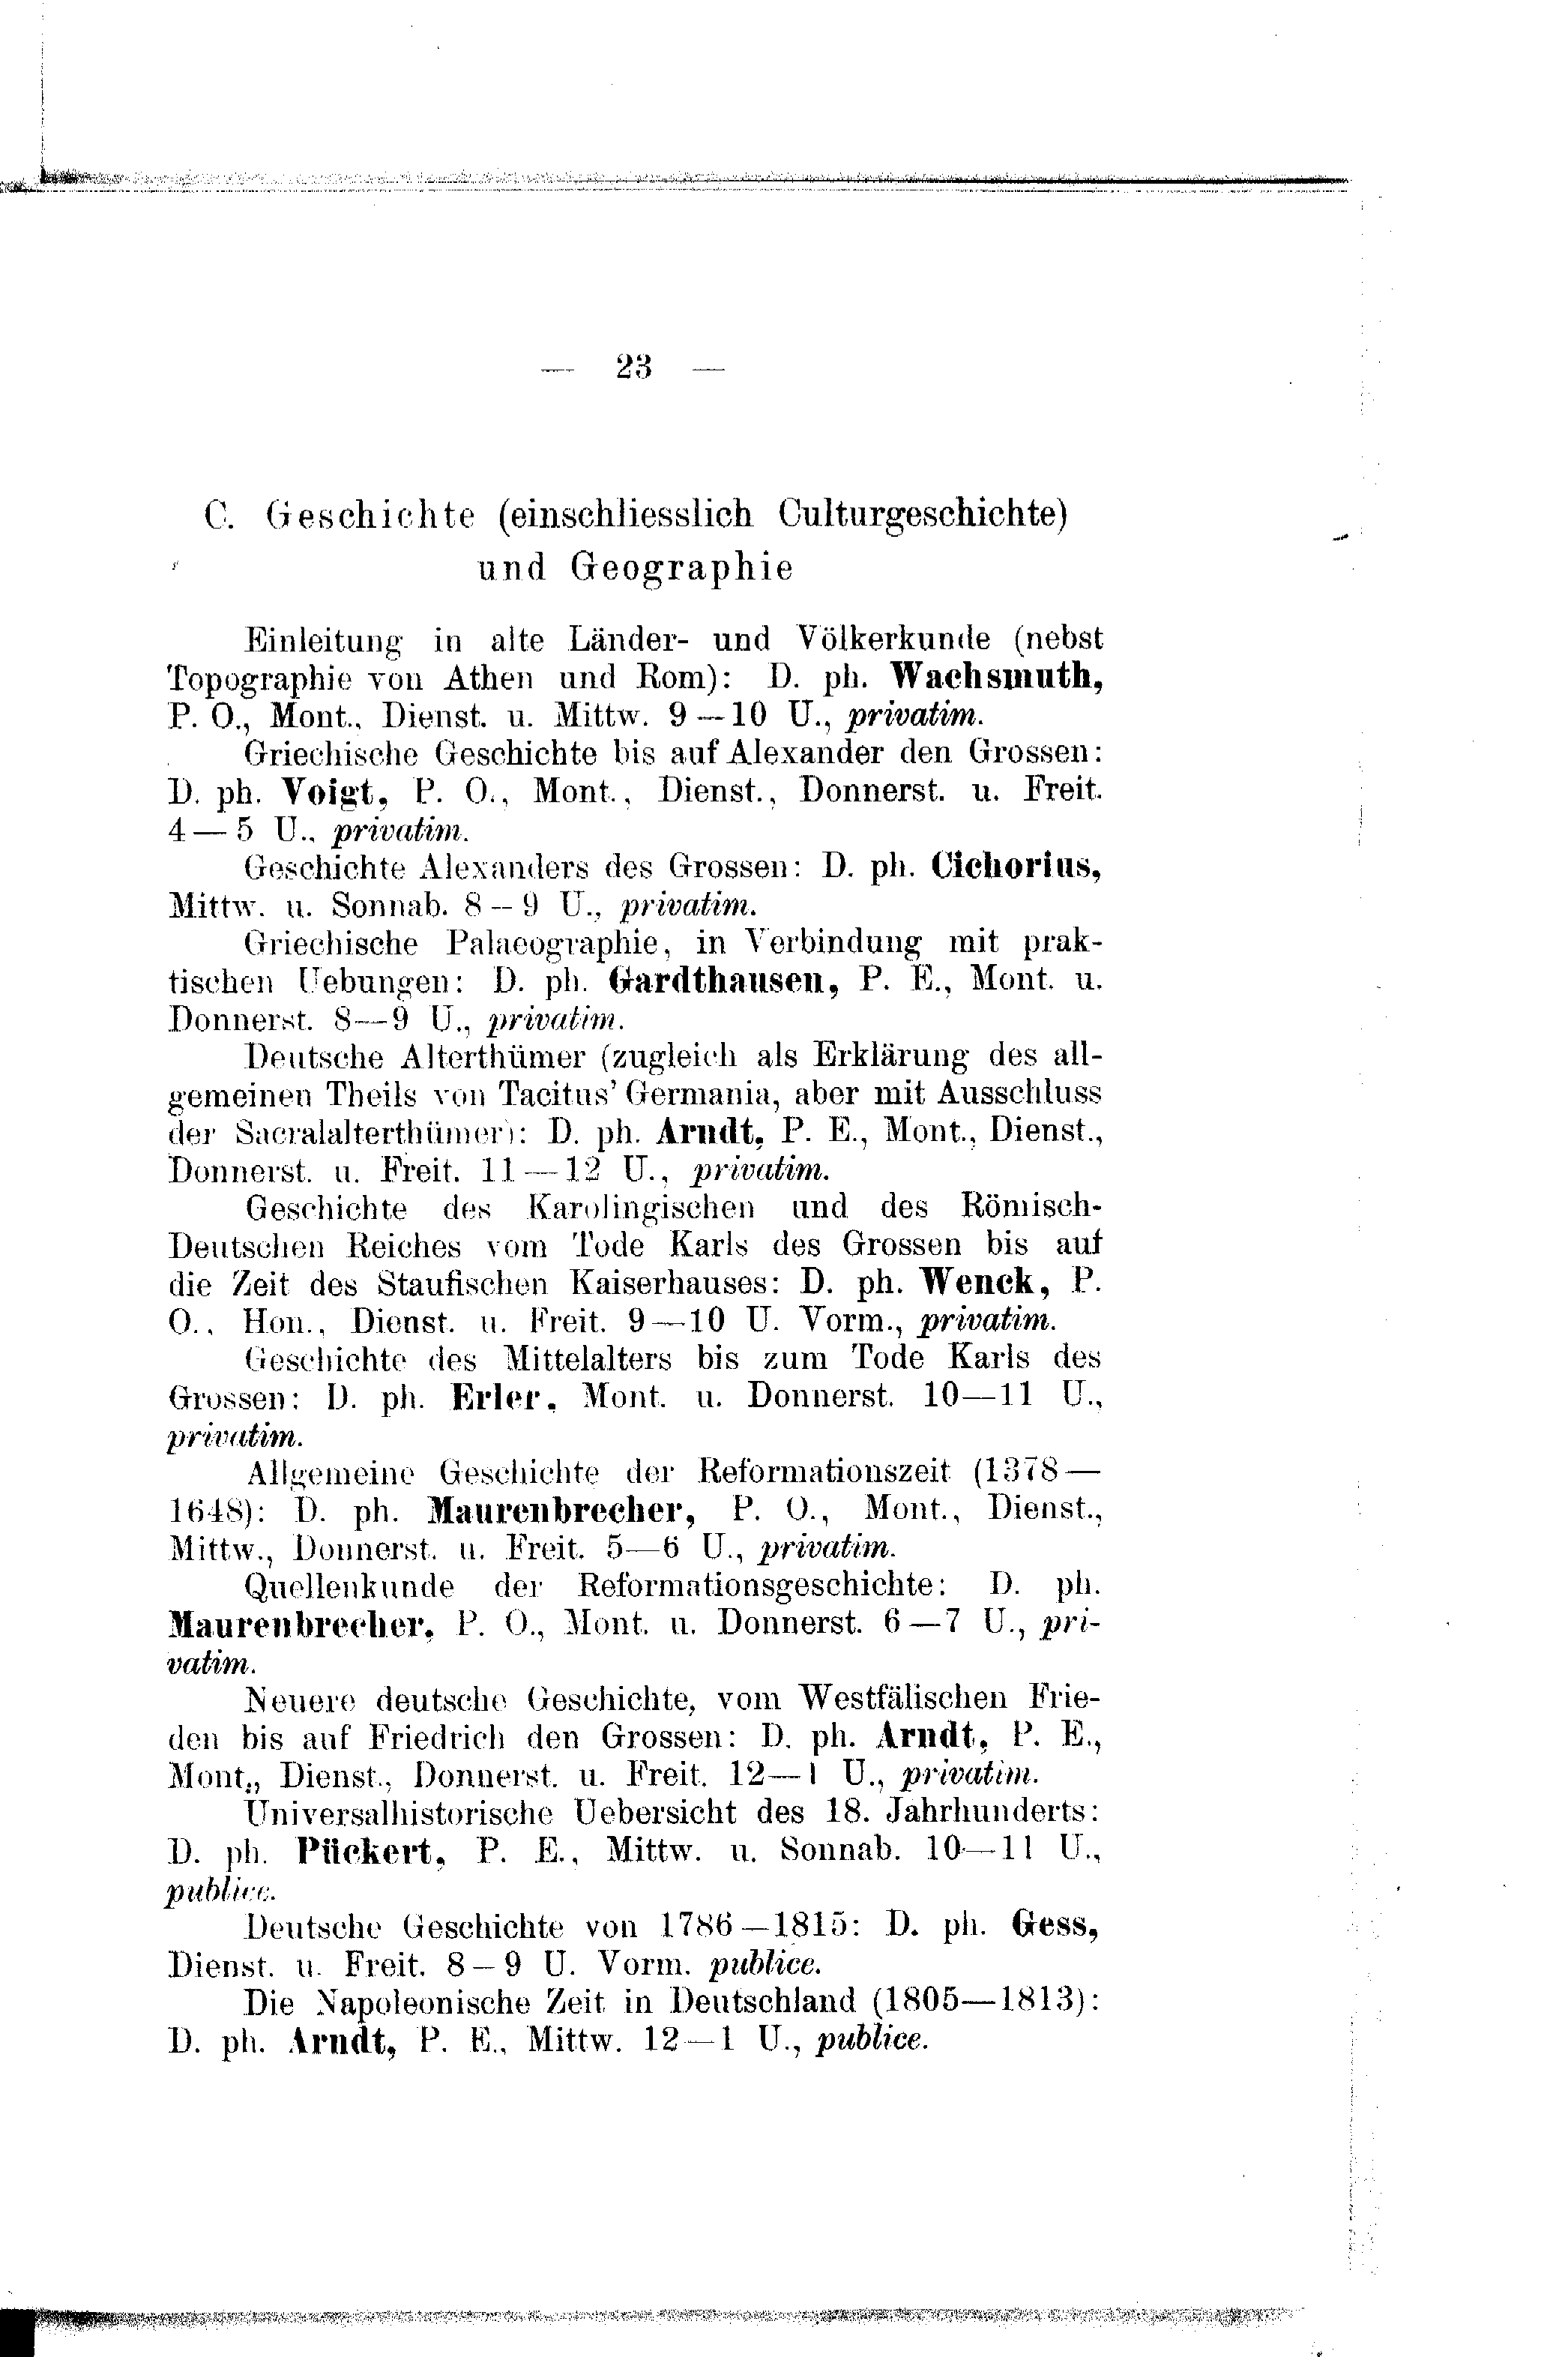 — 23 —
C. Geschichte (einschliesslich Culturgeschichte)
und Geographie
Einleitung in alte Länder- und Völkerkunde (nebst
Topographie von Athen und Rom): D. ph. Wachsmuth,
P. O., Mont., Dienst. u. Mittw. 9—10 U., privatim.
Griechische Geschichte bis auf Alexander den Grossen:
D. ph. Voigt, P. O., Mont., Dienst., Donnerst. u. Freit.
4—5 U., privatim.
Geschichte Alexanders des Grossen: D. ph. Cichorius,
Mittw. u. Sonnab. 8—9 U., privatim.
Griechische Palaeographie, in Verbindung mit prak-
tischen Uebungen: D. ph. Gardthausen, P. E., Mont. u.
Donnerst. 8—9 U., privatim.
Deutsche Alterthümer (zugleich als Erklärung des all-
gemeinen Theils von Tacitus' Germania, aber mit Ausschluss
der Sacralalterthümer): D. ph. Arndt, P. E., Mont., Dienst.,
Donnerst. u. Freit. 11—12 U., privatim.
Geschichte des Karolingischen und des Römisch-
Deutschen Reiches vom Tode Karls des Grossen bis auf
die Zeit des Staufischen Kaiserhauses: D. ph. Wenck, P.
O., Hon., Dienst. u. Freit. 9—10 U. Vorm., privatim.
Geschichte des Mittelalters bis zum Tode Karls des
Grossen: D. ph. Erler, Mont. u. Donnerst. 10—11 U.,
privatim.
Allgemeine Geschichte der Reformationszeit (1378—
1648): D. ph. Maurenbrecher, P. O., Mont., Dienst.,
Mittw., Donnerst. u. Freit. 5—6 U., privatim.
Quellenkunde der Reformationsgeschichte: D. ph.
Maurenbrecher, P. O., Mont. u. Donnerst. 6—7 U., pri-
vatim.
Neuere deutsche Geschichte, vom Westfälischen Frie-
den bis auf Friedrich den Grossen: D. ph. Arndt, P. E.,
Mont., Dienst., Donnerst. u. Freit. 12—1 U., privatim.
Universalhistorische Uebersicht des 18. Jahrhunderts:
D. ph. Pückert, P. E., Mittw. u. Sonnab. 10—11 U.,
publice.
Deutsche Geschichte von 1786—1815: D. ph. Gess,
Dienst. u. Freit. 8—9 U. Vorm. publice.
Die Napoleonische Zeit in Deutschland (1805—1813):
D. ph. Arndt, P. E., Mittw. 12—1 U., publice.